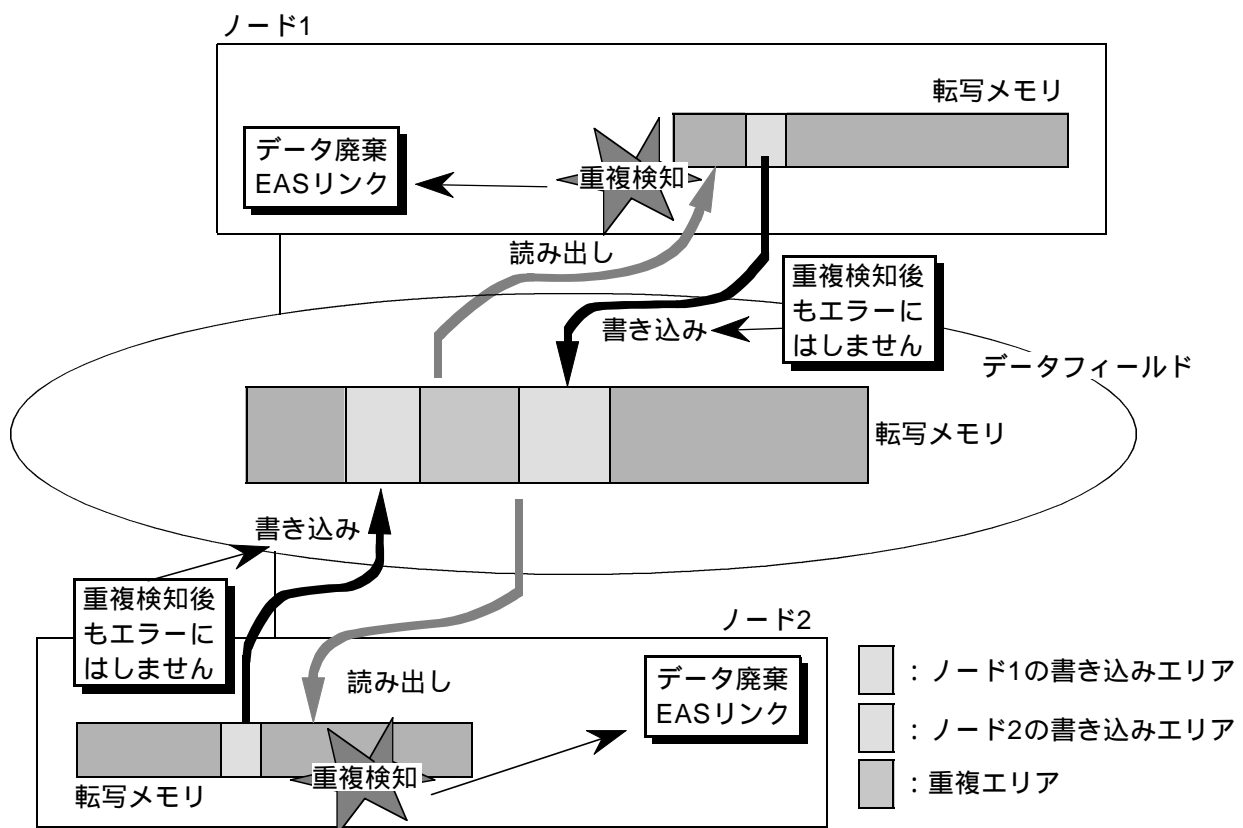 ノード1
転写メモリ
データ廃棄
EASリンク
重複検知
読み出し
重複検知後
もエラーに
はしません
書き込み
データフィールド
転写メモリ
書き込み
重複検知後
もエラーに
はしません
ノード2
読み出し
データ廃棄
EASリンク
重複検知
転写メモリ
：ノード1の書き込みエリア
：ノード2の書き込みエリア
：重複エリア